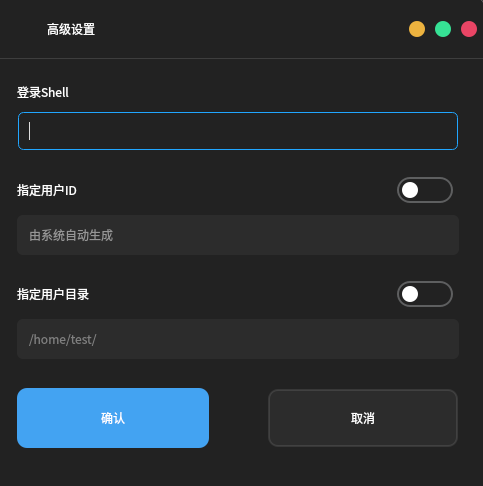 高级设置
登录Shell
指定用户ID
由系统自动生成
指定用户目录
/home/test/
确认
取消